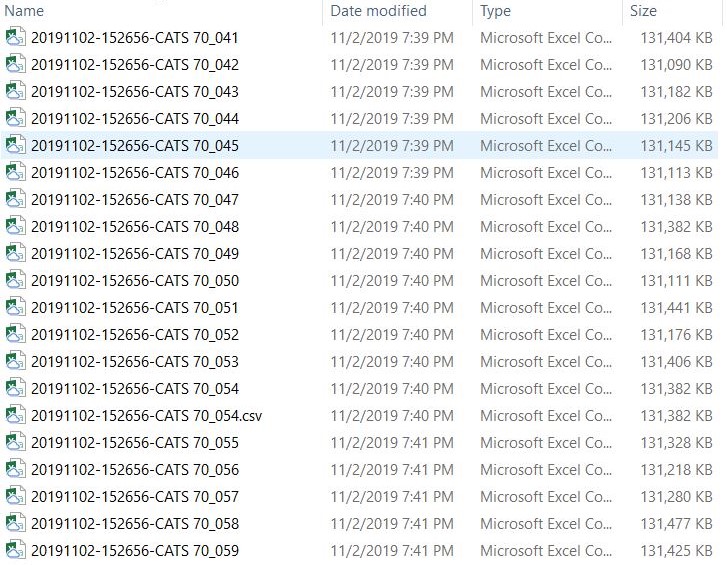 Name Date modified Type Size
20191102-152656-CATS 70_041 11/2/2019 7:39 PM Microsoft Excel Co... 131,404 KB
20191102-152656-CATS 70_042 11/2/2019 7:39 PM Microsoft Excel Co... 131,090 KB
20191102-152656-CATS 70_043 11/2/2019 7:39 PM Microsoft Excel Co... 131,182 KB
20191102-152656-CATS 70_044 11/2/2019 7:39 PM Microsoft Excel Co... 131,206 KB
20191102-152656-CATS 70_045 11/2/2019 7:39 PM Microsoft Excel Co... 131,145 KB
20191102-152656-CATS 70_046 11/2/2019 7:39 PM Microsoft Excel Co... 131,113 KB
20191102-152656-CATS 70_047 11/2/2019 7:40 PM Microsoft Excel Co... 131,138 KB
20191102-152656-CATS 70_048 11/2/2019 7:40 PM Microsoft Excel Co... 131,382 KB
20191102-152656-CATS 70_049 11/2/2019 7:40 PM Microsoft Excel Co... 131,168 KB
20191102-152656-CATS 70_050 11/2/2019 7:40 PM Microsoft Excel Co... 131,111 KB
20191102-152656-CATS 70_051 11/2/2019 7:40 PM Microsoft Excel Co... 131,441 KB
20191102-152656-CATS 70_052 11/2/2019 7:40 PM Microsoft Excel Co... 131,176 KB
20191102-152656-CATS 70_053 11/2/2019 7:40 PM Microsoft Excel Co... 131,406 KB
20191102-152656-CATS 70_054 11/2/2019 7:40 PM Microsoft Excel Co... 131,382 KB
20191102-152656-CATS 70_054.csv 11/2/2019 7:40 PM Microsoft Excel Co... 131,382 KB
20191102-152656-CATS 70_055 11/2/2019 7:41 PM Microsoft Excel Co... 131,328 KB
20191102-152656-CATS 70_056 11/2/2019 7:41 PM Microsoft Excel Co... 131,218 KB
20191102-152656-CATS 70_057 11/2/2019 7:41 PM Microsoft Excel Co... 131,280 KB
20191102-152656-CATS 70_058 11/2/2019 7:41 PM Microsoft Excel Co... 131,477 KB
20191102-152656-CATS 70_059 11/2/2019 7:41 PM Microsoft Excel Co... 131,425 KB